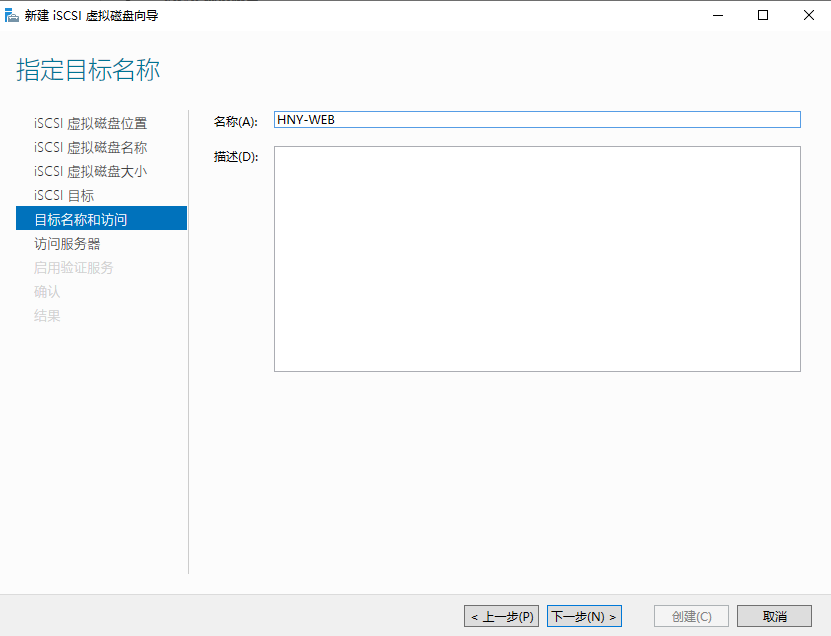 新建 iSCSI 虚拟磁盘向导
指定目标名称
iSCSI 虚拟磁盘位置
iSCSI 虚拟磁盘名称
iSCSI 虚拟磁盘大小
iSCSI 目标
目标名称和访问
访问服务器
启用验证服务
确认
结果
名称(A): HNY-WEB
描述(D):
< 上一步(P) 下一步(N) > 创建(C) 取消